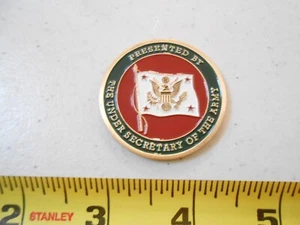 PRESENTED BY
THE UNDER SECRETARY OF THE ARMY
2 STANLEY 3 4 5